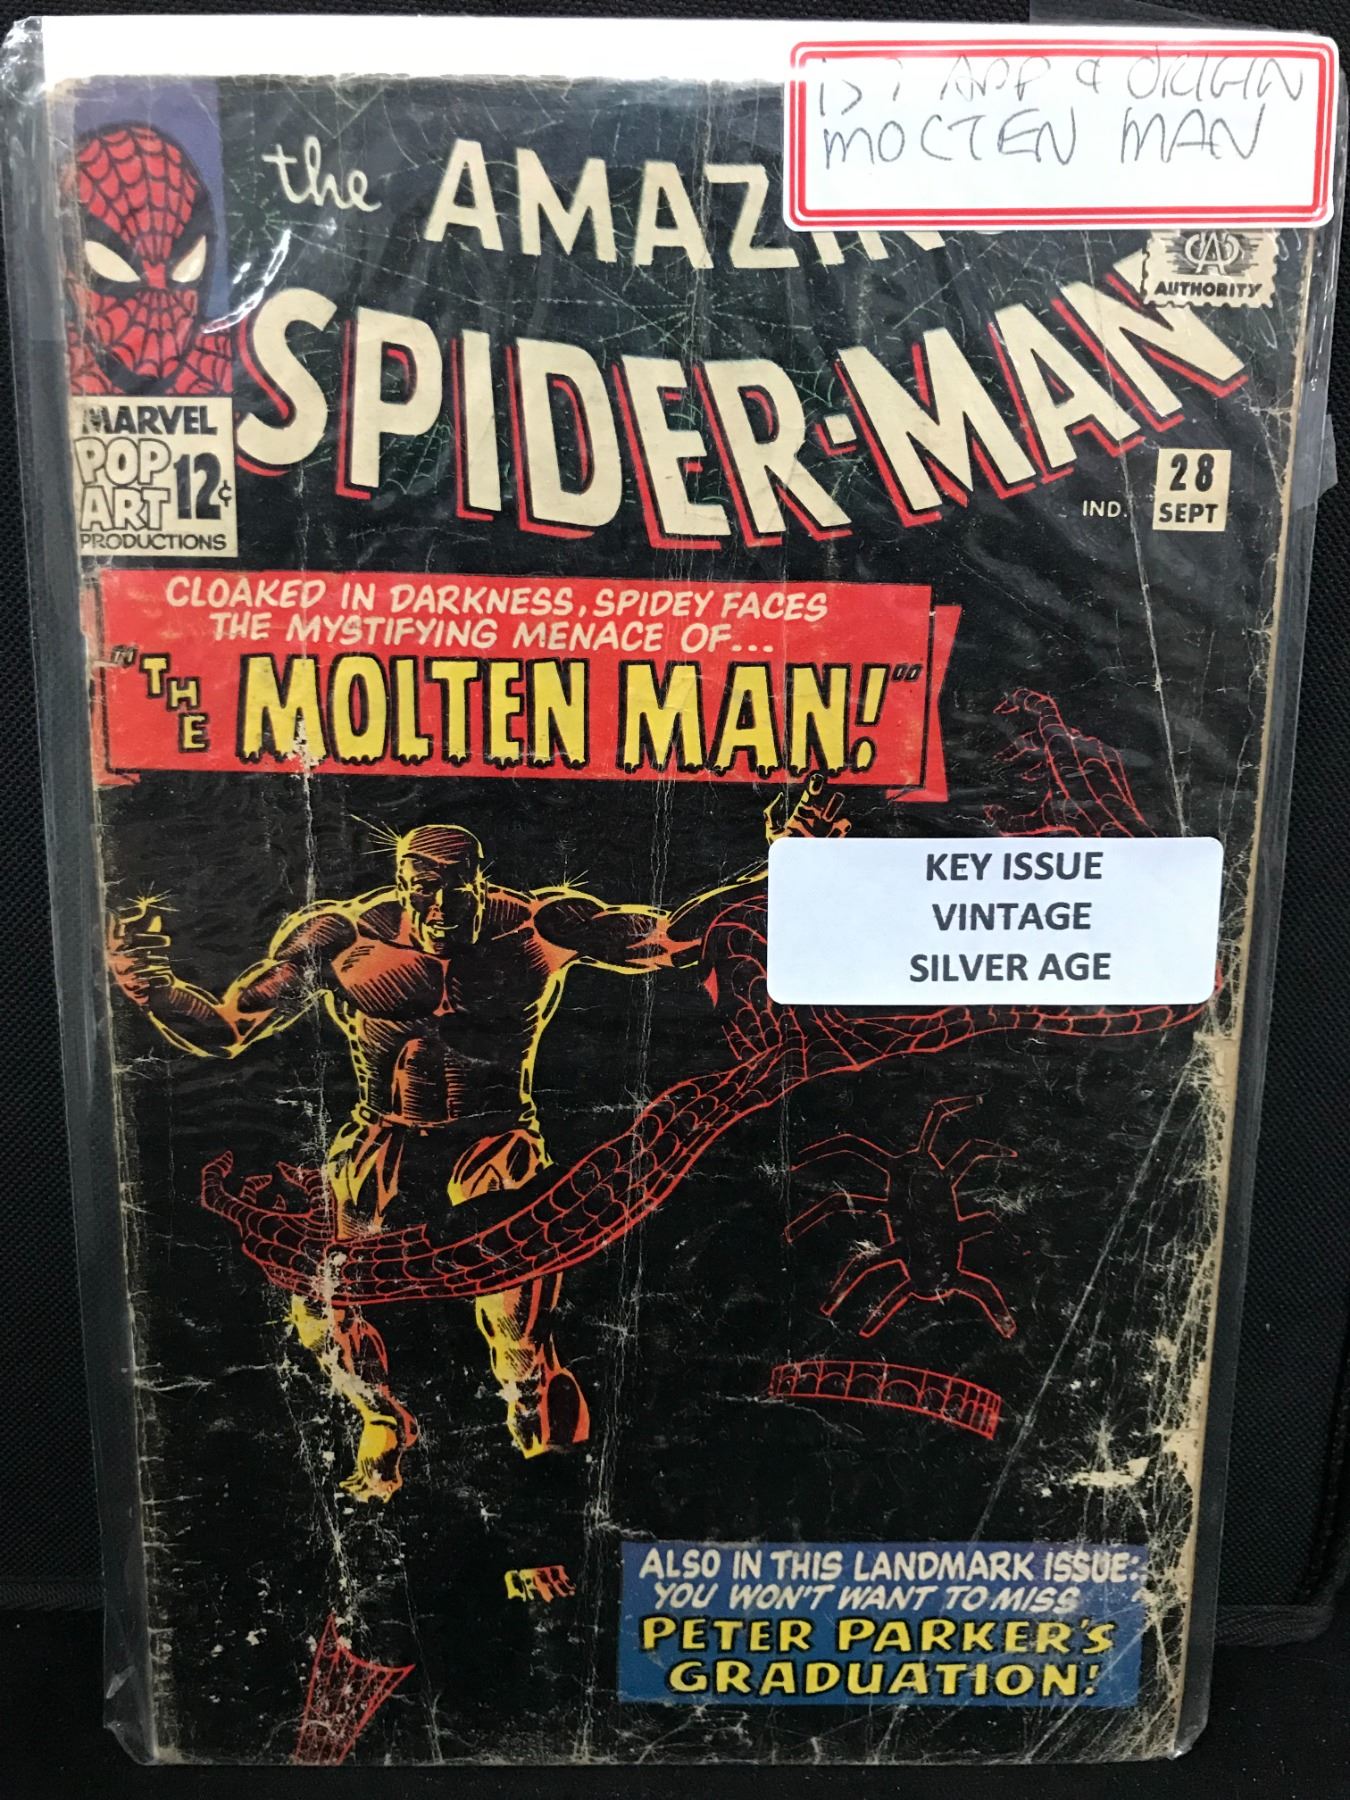 1ST APP & ORIGIN
MOLTEN MAN
the AMAZING
SPIDER-MAN
AUTHORITY
MARVEL
POP
ART
12¢
PRODUCTIONS
IND.
28
SEPT
CLOAKED IN DARKNESS, SPIDEY FACES
THE MYSTIFYING MENACE OF...
"THE MOLTEN MAN!"
KEY ISSUE
VINTAGE
SILVER AGE
ALSO IN THIS LANDMARK ISSUE:
YOU WON'T WANT TO MISS
PETER PARKER'S
GRADUATION!